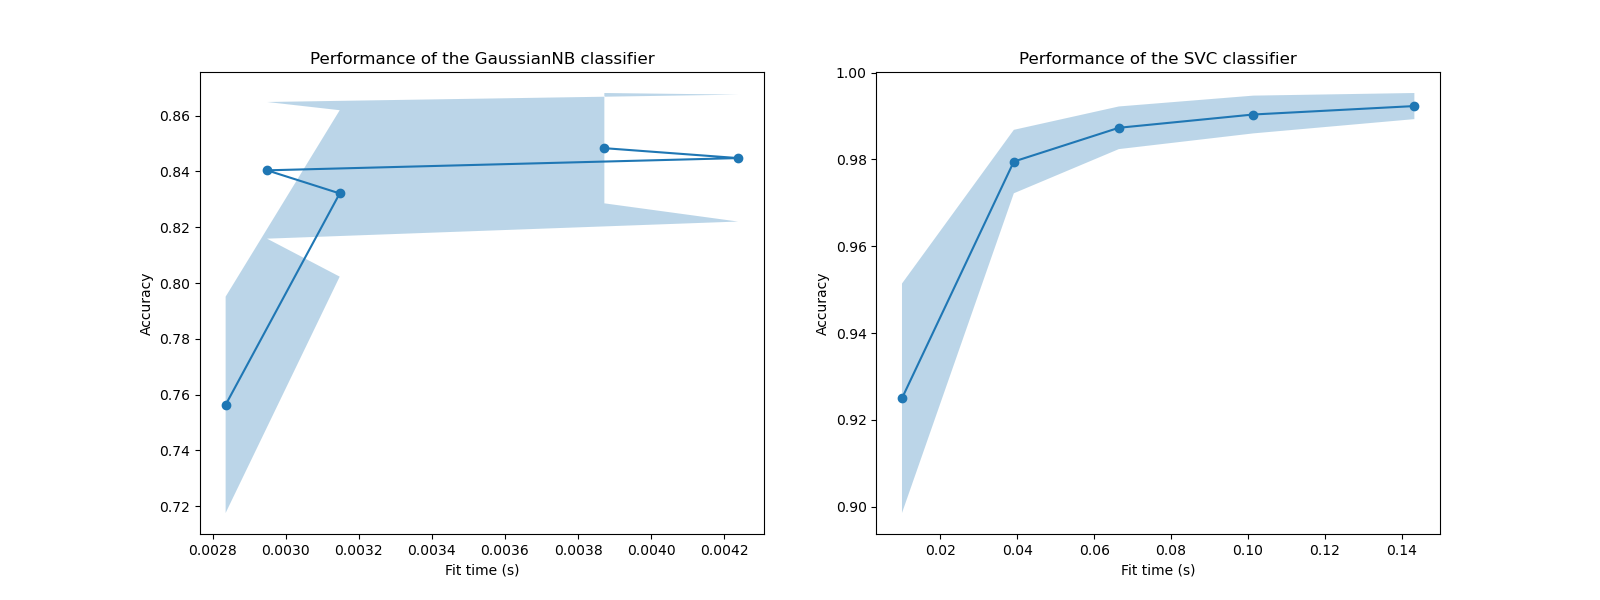 Performance of the GaussianNB classifier
Accuracy
0.86
0.84
0.82
0.80
0.78
0.76
0.74
0.72
0.0028 0.0030 0.0032 0.0034 0.0036 0.0038 0.0040 0.0042
Fit time (s)
Performance of the SVC classifier
Accuracy
1.00
0.98
0.96
0.94
0.92
0.90
0.02 0.04 0.06 0.08 0.10 0.12 0.14
Fit time (s)